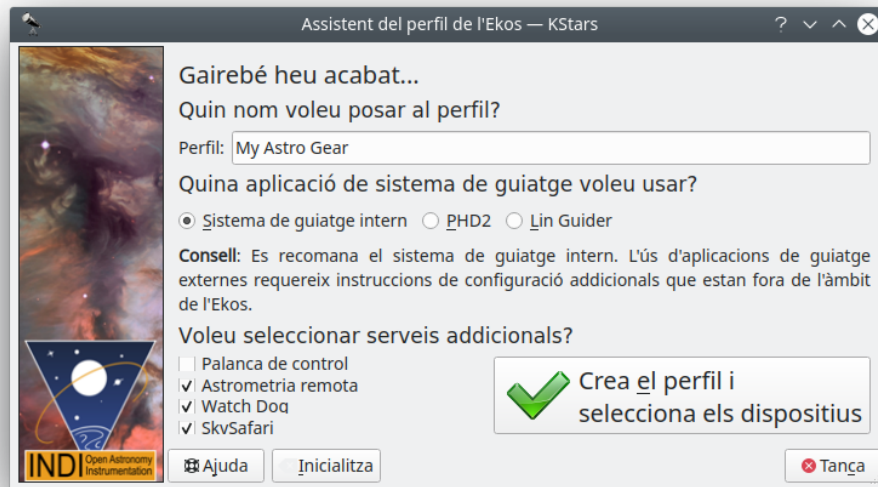 Assistent del perfil de l'Ekos — KStars
Gairebé heu acabat...
Quin nom voleu posar al perfil?
Perfil: My Astro Gear
Quina aplicació de sistema de guiatge voleu usar?
Sistema de guiatge intern PHD2 Lin Guider
Consell: Es recomana el sistema de guiatge intern. L'ús d'aplicacions de guiatge
externes requereix instruccions de configuració addicionals que estan fora de l'àmbit
de l'Ekos.
Voleu seleccionar serveis addicionals?
Palanca de control
Astrometria remota
Watch Dog
SkySafari
Crea el perfil i
selecciona els dispositius
INDI Open Astronomy
Instrumentation
Ajuda Inicialitza Tanca